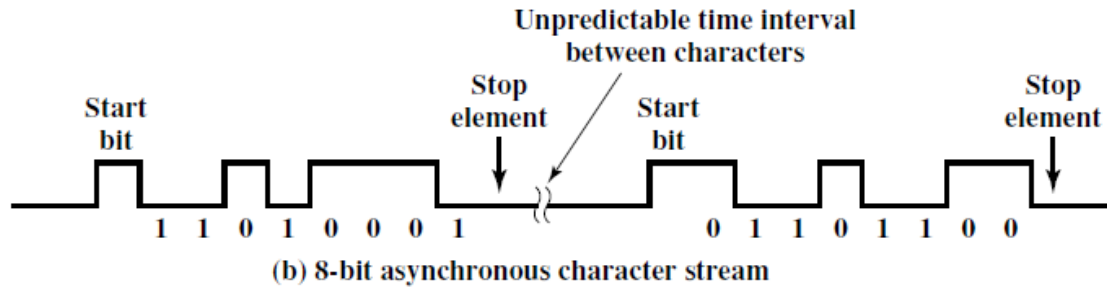 Unpredictable time interval
between characters
Stop
element
Stop
element
Start
bit
Start
bit
1 1 0 1 0 0 0 1
0 1 1 0 1 1 0 0
(b) 8-bit asynchronous character stream